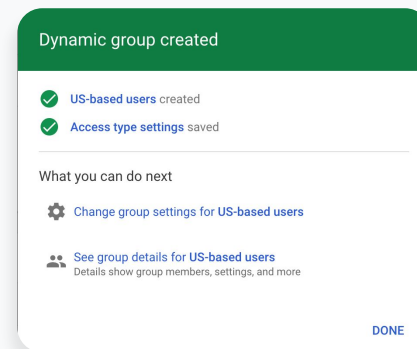 Dynamic group created
US-based users created
Access type settings saved
What you can do next
Change group settings for US-based users
See group details for US-based users
Details show group members, settings, and more
DONE